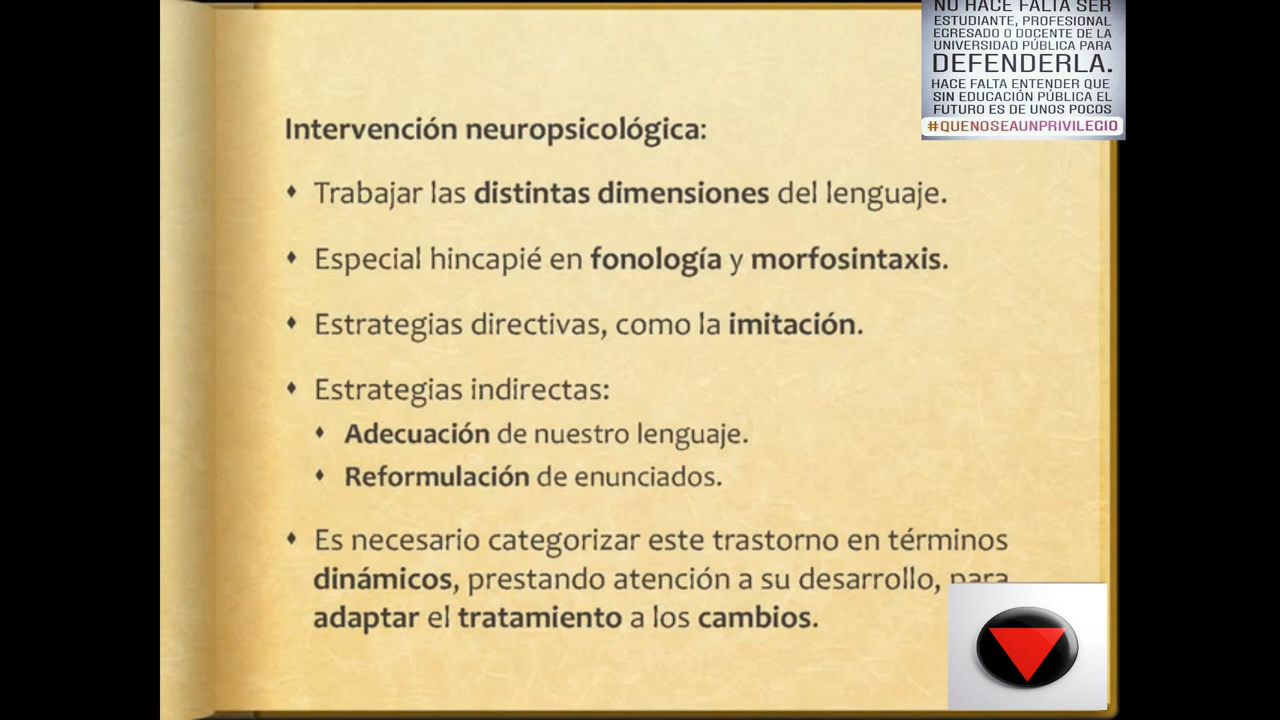 NO HACE FALTA SER
ESTUDIANTE, PROFESIONAL
EGRESADO O DOCENTE DE LA
UNIVERSIDAD PÚBLICA PARA
DEFENDERLA.
HACE FALTA ENTENDER QUE
SIN EDUCACIÓN PÚBLICA EL
FUTURO ES DE UNOS POCOS
#QUENOSEAUNPRIVILEGIO
Intervención neuropsicológica:
Trabajar las distintas dimensiones del lenguaje.
Especial hincapié en fonología y morfosintaxis.
Estrategias directivas, como la imitación.
Estrategias indirectas:
Adecuación de nuestro lenguaje.
Reformulación de enunciados.
Es necesario categorizar este trastorno en términos
dinámicos, prestando atención a su desarrollo, para
adaptar el tratamiento a los cambios.